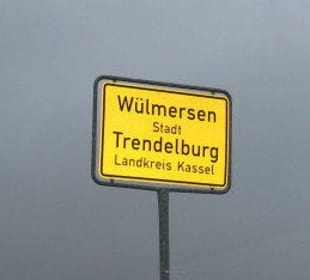 Wülmersen
Stadt
Trendelburg
Landkreis Kassel